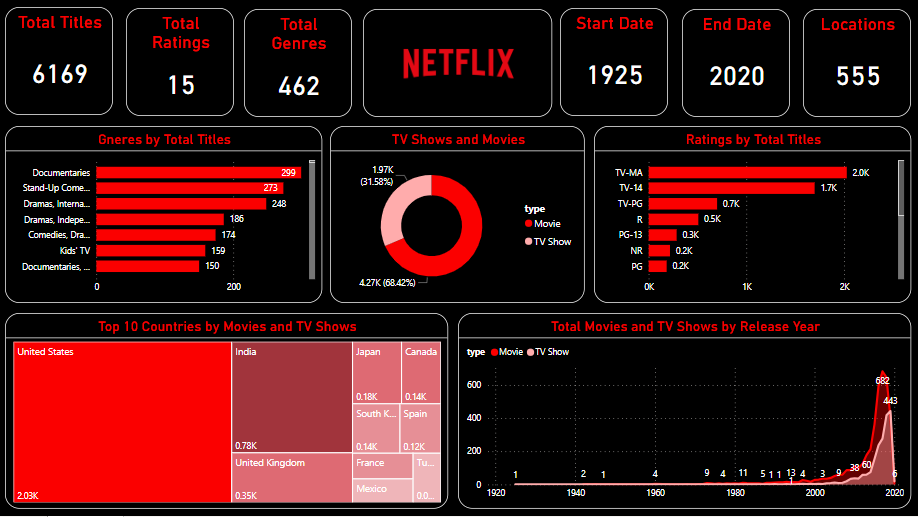 Total Titles
6169
Total
Ratings
15
Total
Genres
462
NETFLIX
Start Date
1925
End Date
2020
Locations
555
Gneres by Total Titles
Documentaries
299
Stand-Up Come...
273
Dramas, Interna...
248
Dramas, Indepe...
186
Comedies, Dra...
174
Kids' TV
159
Documentaries, ...
150
0 200
TV Shows and Movies
1.97K
(31.58%)
4.27K (68.42%)
type
Movie
TV Show
Ratings by Total Titles
TV-MA 2.0K
TV-14 1.7K
TV-PG 0.7K
R 0.5K
PG-13 0.3K
NR 0.2K
PG 0.2K
0K 1K 2K
Top 10 Countries by Movies and TV Shows
United States
2.03K
India
0.78K
United Kingdom
0.35K
Japan
0.18K
Canada
0.14K
South K...
0.14K
Spain
0.12K
France
Mexico
Tu...
0.0...
Total Movies and TV Shows by Release Year
type Movie TV Show
600
400
200
0
682
443
1 2 1 4 9 4 11 5 1 1 13 1 4 3 9 38 60 6
1920 1940 1960 1980 2000 2020